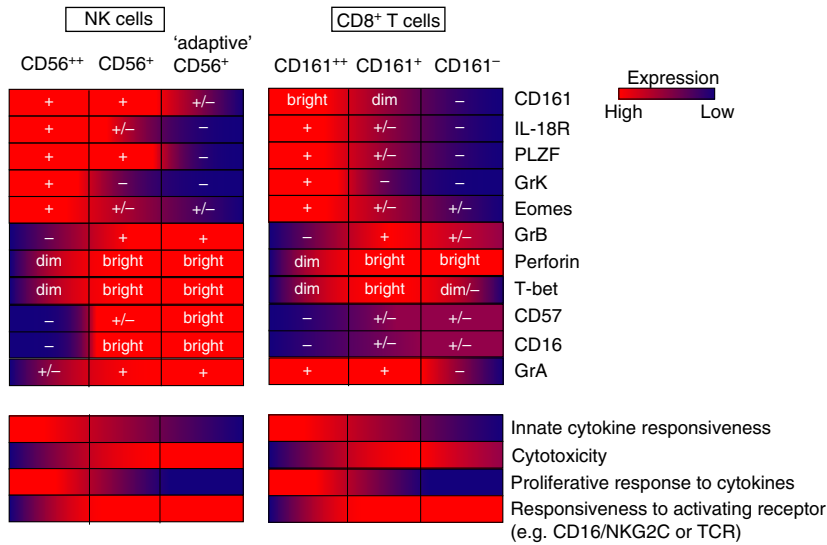 NK cells
CD8⁺ T cells
CD56⁺⁺ CD56⁺ 'adaptive' CD56⁺
CD161⁺⁺ CD161⁺ CD161⁻
Expression
High Low
+ + +/– bright dim – CD161
+ +/– – + +/– – IL-18R
+ + – + +/– – PLZF
+ – – + – – GrK
+ +/– +/– + +/– +/– Eomes
– + + – + +/– GrB
dim bright bright dim bright bright Perforin
dim bright bright dim bright dim/– T-bet
– +/– bright – +/– +/– CD57
– bright bright – +/– +/– CD16
+/– + + + + – GrA
Innate cytokine responsiveness
Cytotoxicity
Proliferative response to cytokines
Responsiveness to activating receptor
(e.g. CD16/NKG2C or TCR)